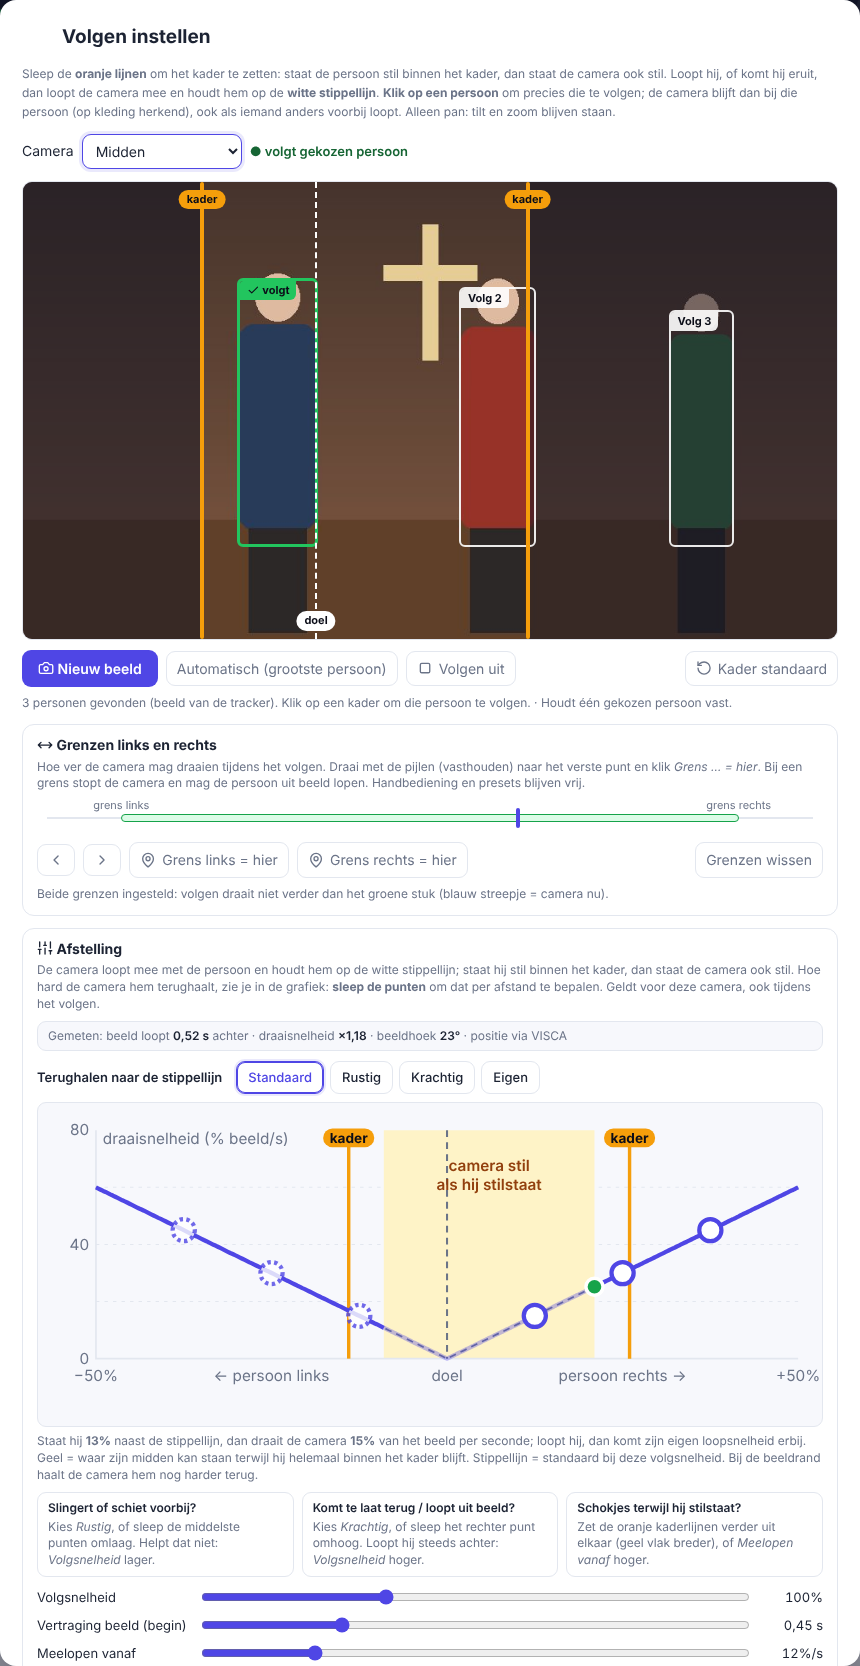 Volgen instellen
Sleep de oranje lijnen om het kader te zetten: staat de persoon stil binnen het kader, dan staat de camera ook stil. Loopt hij, of komt hij eruit,
dan loopt de camera mee en houdt hem op de witte stippellijn. Klik op een persoon om precies die te volgen; de camera blijft dan bij die
persoon (op kleding herkend), ook als iemand anders voorbij loopt. Alleen pan: tilt en zoom blijven staan.
Camera Midden volgt gekozen persoon
kader kader
volgt Volg 2
Volg 3
doel
Nieuw beeld Automatisch (grootste persoon) Volgen uit Kader standaard
3 personen gevonden (beeld van de tracker). Klik op een kader om die persoon te volgen. · Houdt één gekozen persoon vast.
Grenzen links en rechts
Hoe ver de camera mag draaien tijdens het volgen. Draai met de pijlen (vasthouden) naar het verste punt en klik Grens ... = hier. Bij een
grens stopt de camera en mag de persoon uit beeld lopen. Handbediening en presets blijven vrij.
grens links grens rechts
Grens links = hier Grens rechts = hier Grenzen wissen
Beide grenzen ingesteld: volgen draait niet verder dan het groene stuk (blauw streepje = camera nu).
Afstelling
De camera loopt mee met de persoon en houdt hem op de witte stippellijn; staat hij stil binnen het kader, dan staat de camera ook stil. Hoe
hard de camera hem terughaalt, zie je in de grafiek: sleep de punten om dat per afstand te bepalen. Geldt voor deze camera, ook tijdens
het volgen.
Gemeten: beeld loopt 0,52 s achter · draaisnelheid ×1,18 · beeldhoek 23° · positie via VISCA
Terughalen naar de stippellijn Standaard Rustig Krachtig Eigen
80 draaisnelheid (% beeld/s) kader kader
camera stil
als hij stilstaat
40
0
−50% ← persoon links doel persoon rechts → +50%
Staat hij 13% naast de stippellijn, dan draait de camera 15% van het beeld per seconde; loopt hij, dan komt zijn eigen loopsnelheid erbij.
Geel = waar zijn midden kan staan terwijl hij helemaal binnen het kader blijft. Stippellijn = standaard bij deze volgsnelheid. Bij de beeldrand
haalt de camera hem nog harder terug.
Slingert of schiet voorbij?
Kies Rustig, of sleep de middelste
punten omlaag. Helpt dat niet:
Volgsnelheid lager.
Komt te laat terug / loopt uit beeld?
Kies Krachtig, of sleep het rechter punt
omhoog. Loopt hij steeds achter:
Volgsnelheid hoger.
Schokjes terwijl hij stilstaat?
Zet de oranje kaderlijnen verder uit
elkaar (geel vlak breder), of Meelopen
vanaf hoger.
Volgsnelheid 100%
Vertraging beeld (begin) 0,45 s
Meelopen vanaf 12%/s